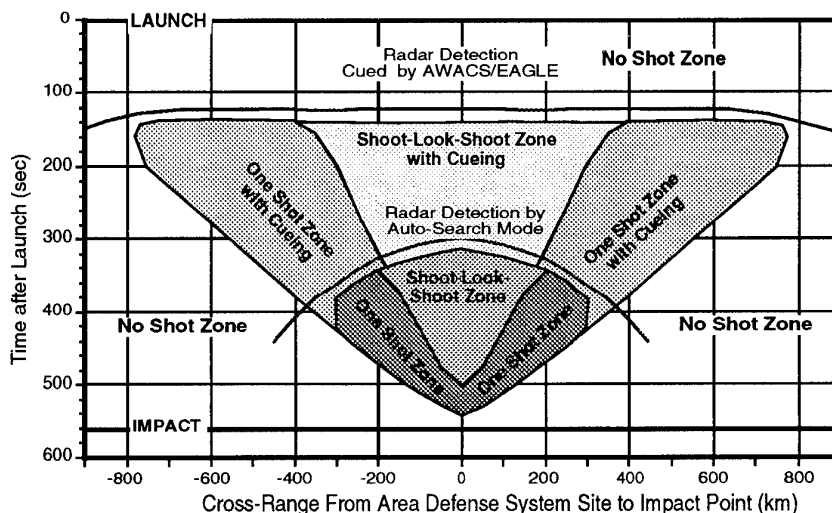 0
LAUNCH
Radar Detection
Cued by AWACS/EAGLE
No Shot Zone
100
Shoot-Look-Shoot Zone
with Cueing
One Shot Zone
with Cueing
One Shot Zone
with Cueing
200
Radar Detection by
Auto-Search Mode
300
Shoot-Look-
Shoot Zone
One Shot Zone
One Shot Zone
400
No Shot Zone
No Shot Zone
500
IMPACT
600
Time after Launch (sec)
-800 -600 -400 -200 0 200 400 600 800
Cross-Range From Area Defense System Site to Impact Point (km)